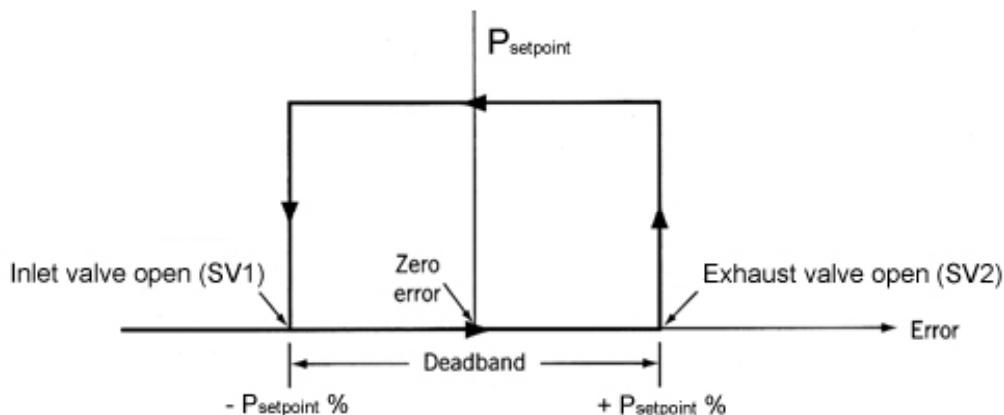 Psetpoint
Inlet valve open (SV1)
Zero
error
Exhaust valve open (SV2)
Error
Deadband
- Psetpoint %
+ Psetpoint %